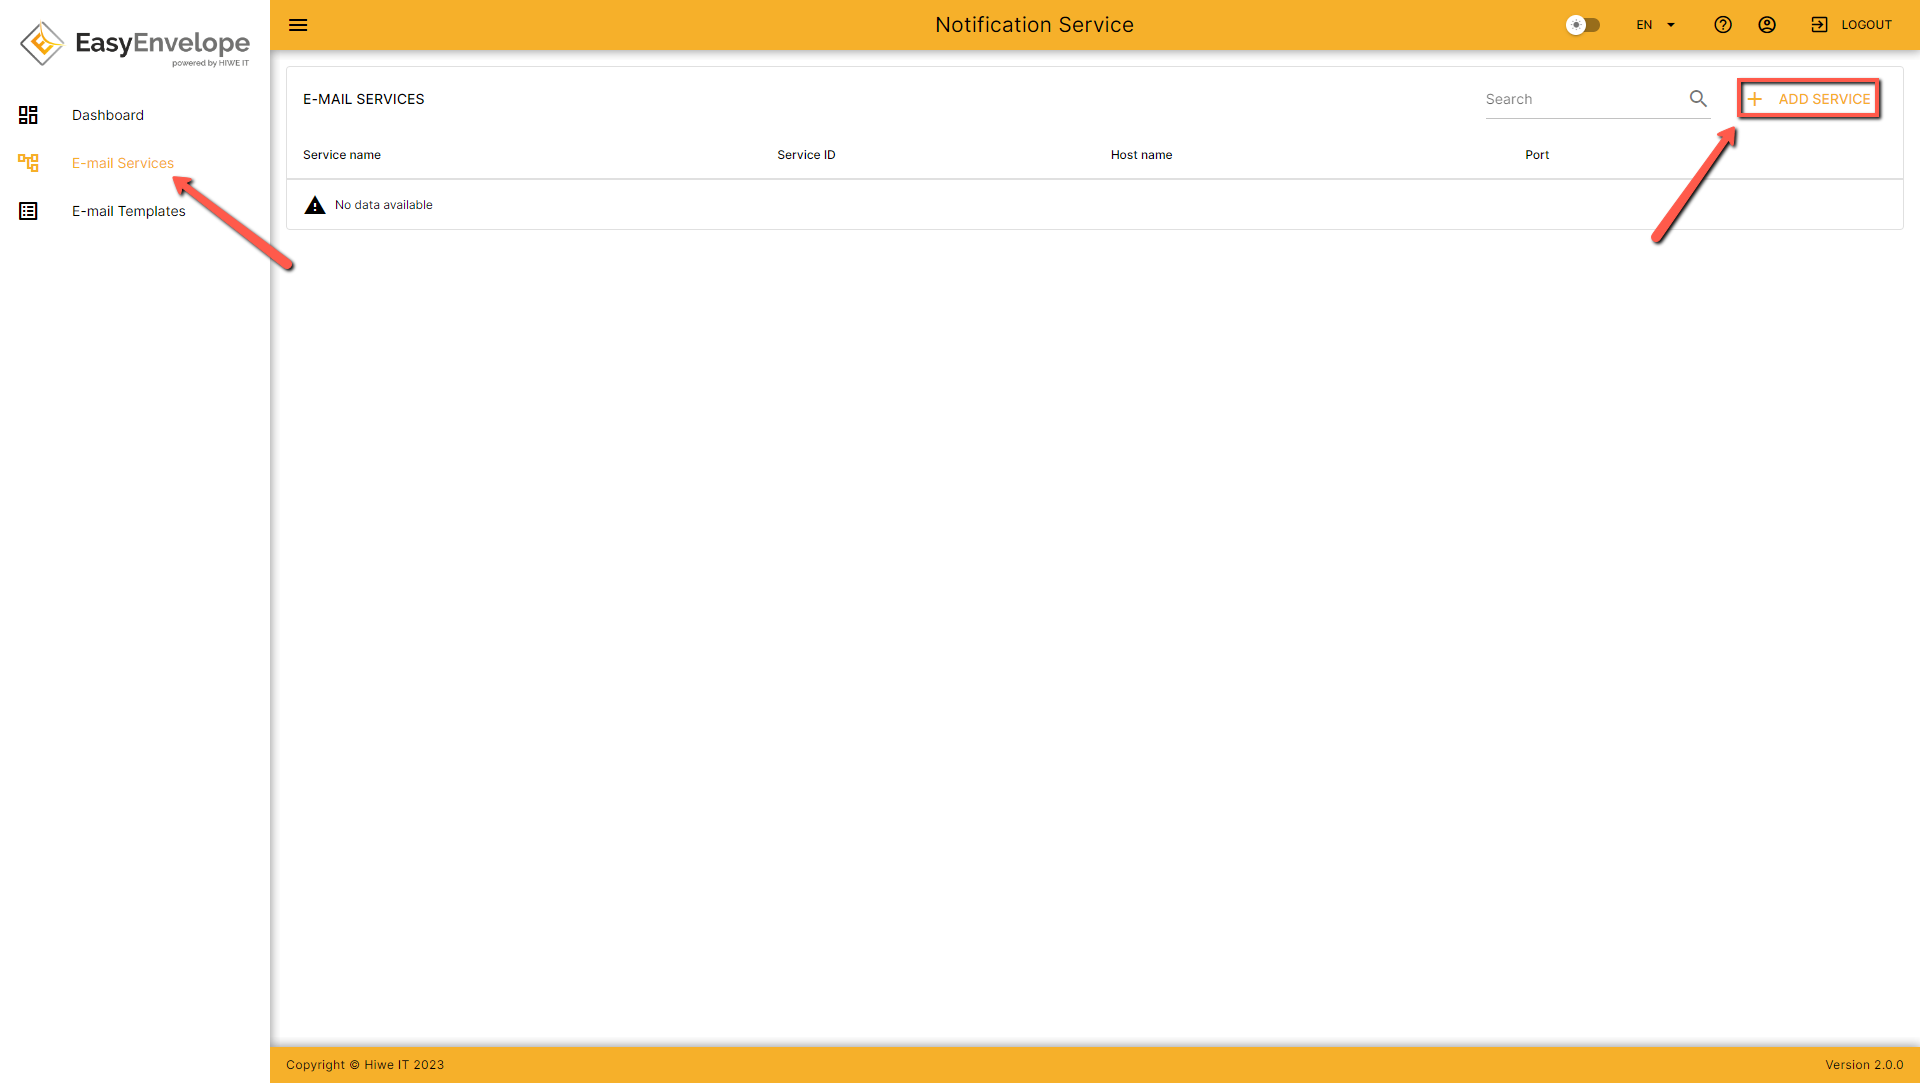 EasyEnvelope
powered by HIWE IT
Notification Service
EN
LOGOUT
Dashboard
E-mail Services
E-mail Templates
E-MAIL SERVICES
Search
ADD SERVICE
Service name Service ID Host name Port
No data available
Copyright © Hiwe IT 2023
Version 2.0.0